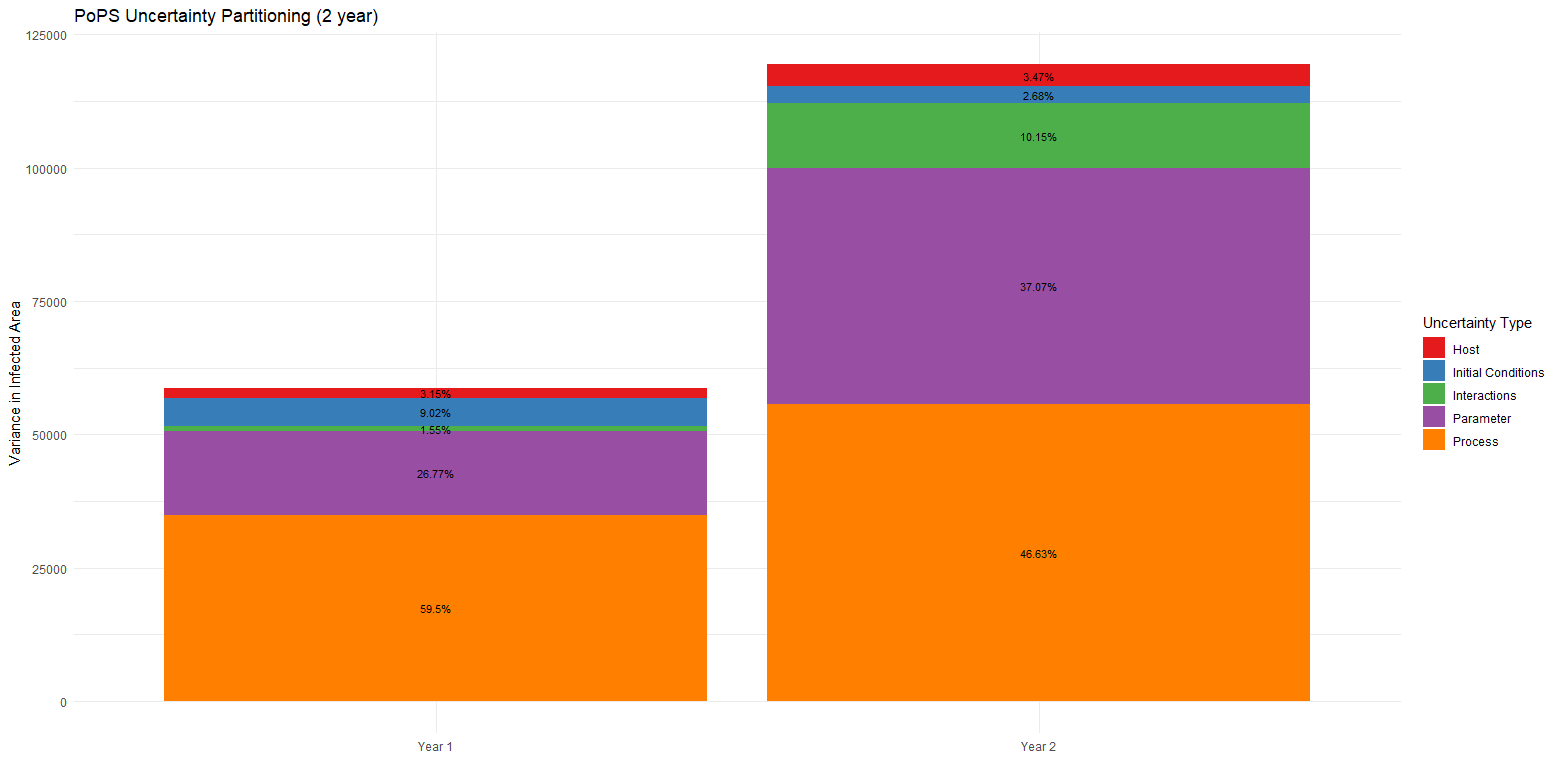 PoPS Uncertainty Partitioning (2 year)
Variance in Infected Area
125000
100000
75000
50000
25000
0
3.15%
9.02%
1.55%
26.77%
59.5%
3.47%
2.68%
10.15%
37.07%
46.63%
Year 1
Year 2
Uncertainty Type
Host
Initial Conditions
Interactions
Parameter
Process